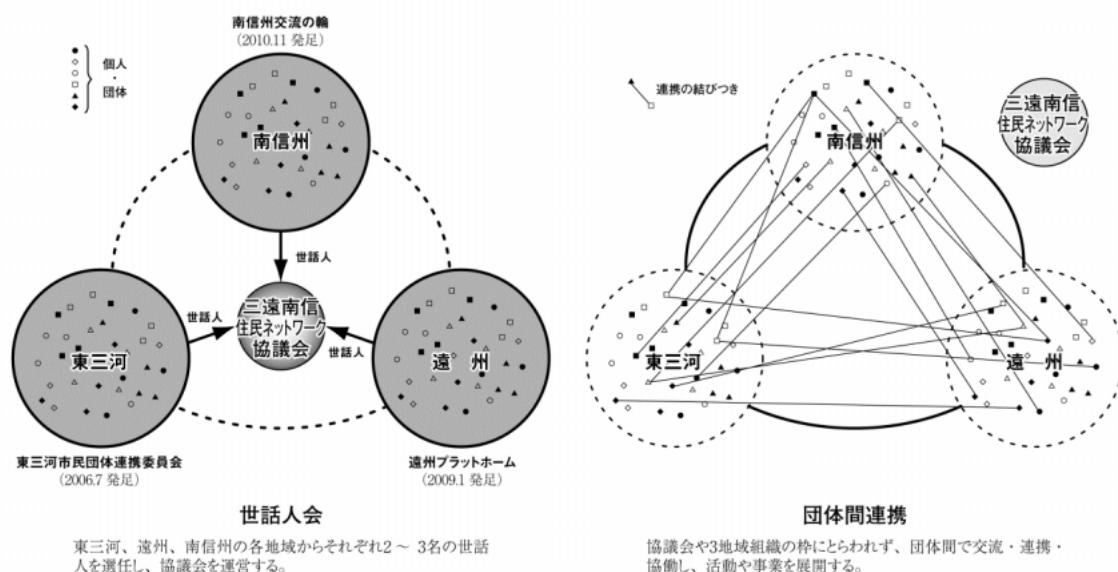 南信州交流の輪
(2010.11 発足)
個人
・
団体
南信州
世話人
三遠南信
住民ネットワーク
協議会
世話人
世話人
東三河
遠　州
東三河市民団体連携委員会
(2006.7 発足)
遠州プラットホーム
(2009.1 発足)
世話人会
東三河、遠州、南信州の各地域からそれぞれ2 ～ 3名の世話
人を選任し、協議会を運営する。
連携の結びつき
三遠南信
住民ネットワーク
協議会
南信州
東三河
遠　州
団体間連携
協議会や3地域組織の枠にとらわれず、団体間で交流・連携・
協働し、活動や事業を展開する。